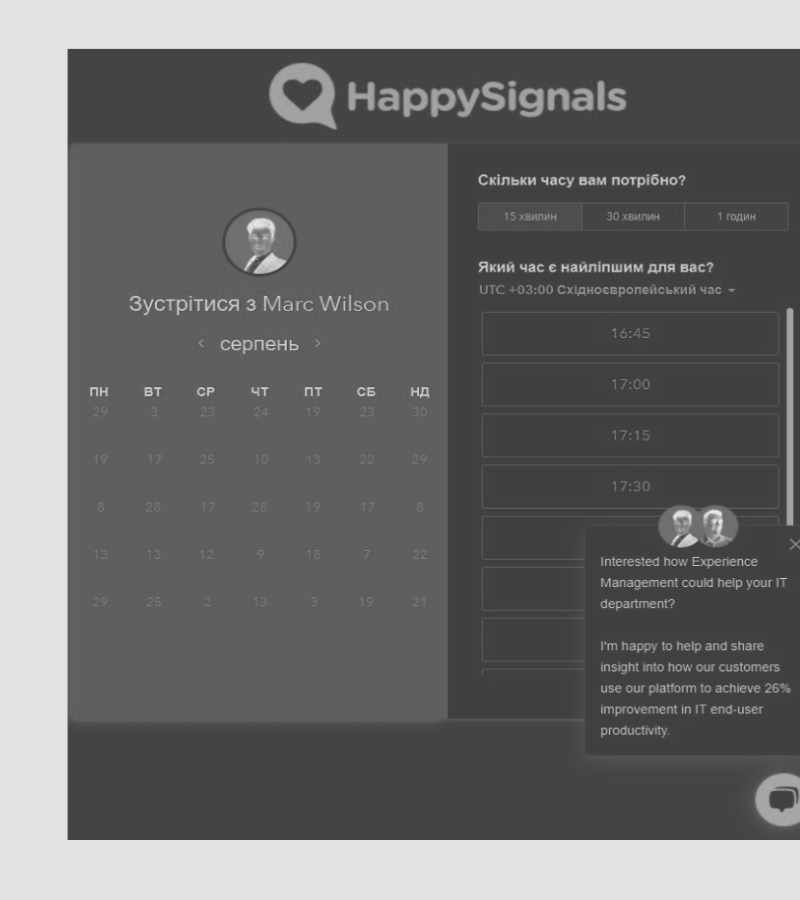 HappySignals
Зустрітися з Marc Wilson
‹ серпень ›
ПН ВТ СР ЧТ ПТ СБ НД
29 3 23 24 19 23 30
19 17 25 10 13 22 29
8 28 17 28 19 17 8
13 13 12 9 18 7 22
29 25 2 13 3 19 21
Скільки часу вам потрібно?
15 хвилин 30 хвилин 1 годин
Який час є найліпшим для вас?
UTC +03:00 Східноєвропейський час
16:45
17:00
17:15
17:30
Interested how Experience
Management could help your IT
department?
I'm happy to help and share
insight into how our customers
use our platform to achieve 26%
improvement in IT end-user
productivity.